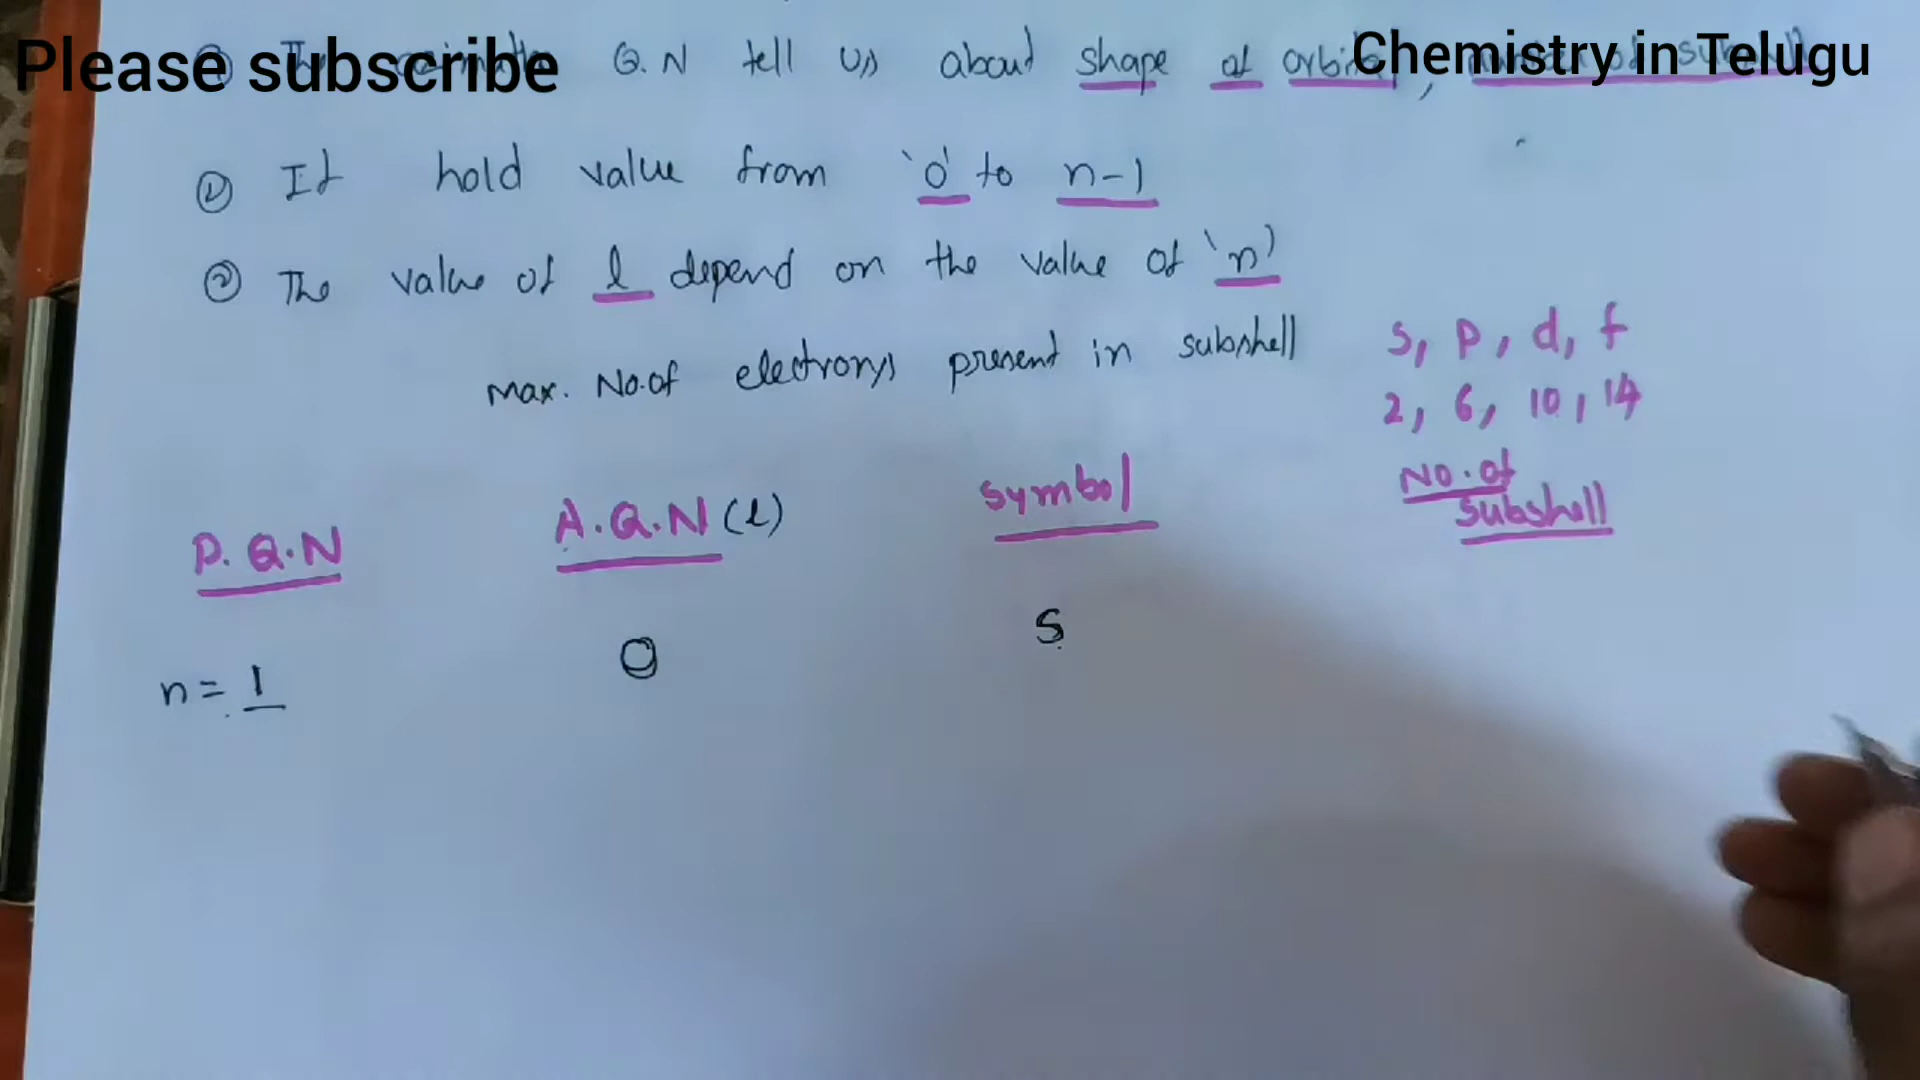 Please subscribe
Chemistry in Telugu
The Q.N tell us about shape of orbital,
① It hold value from 'o' to n-1
② The value of l depend on the value of 'n'
max. No.of electrons present in subshell
s, p, d, f
2, 6, 10, 14
P.Q.N A.Q.N (l) symbol No. of subshell
n = 1 0 s